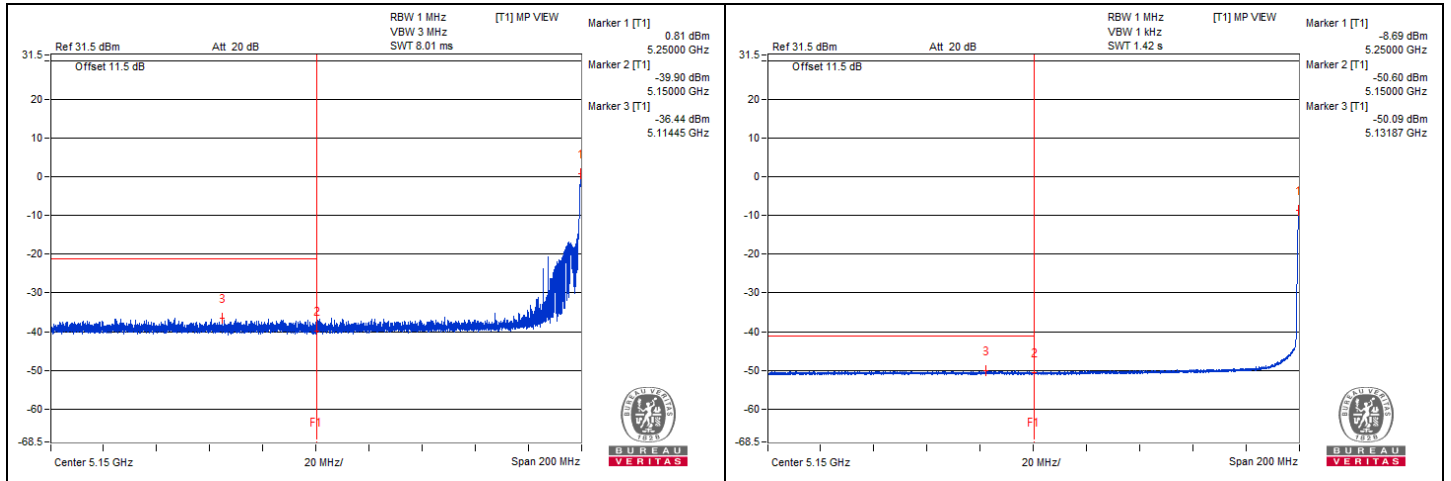 RBW 1 MHz [T1] MP VIEW
VBW 3 MHz
Ref 31.5 dBm Att 20 dB SWT 8.01 ms
Marker 1 [T1]
0.81 dBm
5.25000 GHz
Marker 2 [T1]
-39.90 dBm
5.15000 GHz
Marker 3 [T1]
-36.44 dBm
5.11445 GHz
31.5
Offset 11.5 dB
20
10
1
0
-10
-20
-30
3
2
-40
-50
-60
F1
-68.5
Center 5.15 GHz 20 MHz/ Span 200 MHz
BUREAU VERITAS
1828
BUREAU
VERITAS
RBW 1 MHz [T1] MP VIEW
VBW 1 kHz
Ref 31.5 dBm Att 20 dB SWT 1.42 s
Marker 1 [T1]
-8.69 dBm
5.25000 GHz
Marker 2 [T1]
-50.60 dBm
5.15000 GHz
Marker 3 [T1]
-50.09 dBm
5.13187 GHz
31.5
Offset 11.5 dB
20
10
0
1
-10
-20
-30
-40
3
2
-50
-60
F1
-68.5
Center 5.15 GHz 20 MHz/ Span 200 MHz
BUREAU VERITAS
1828
BUREAU
VERITAS